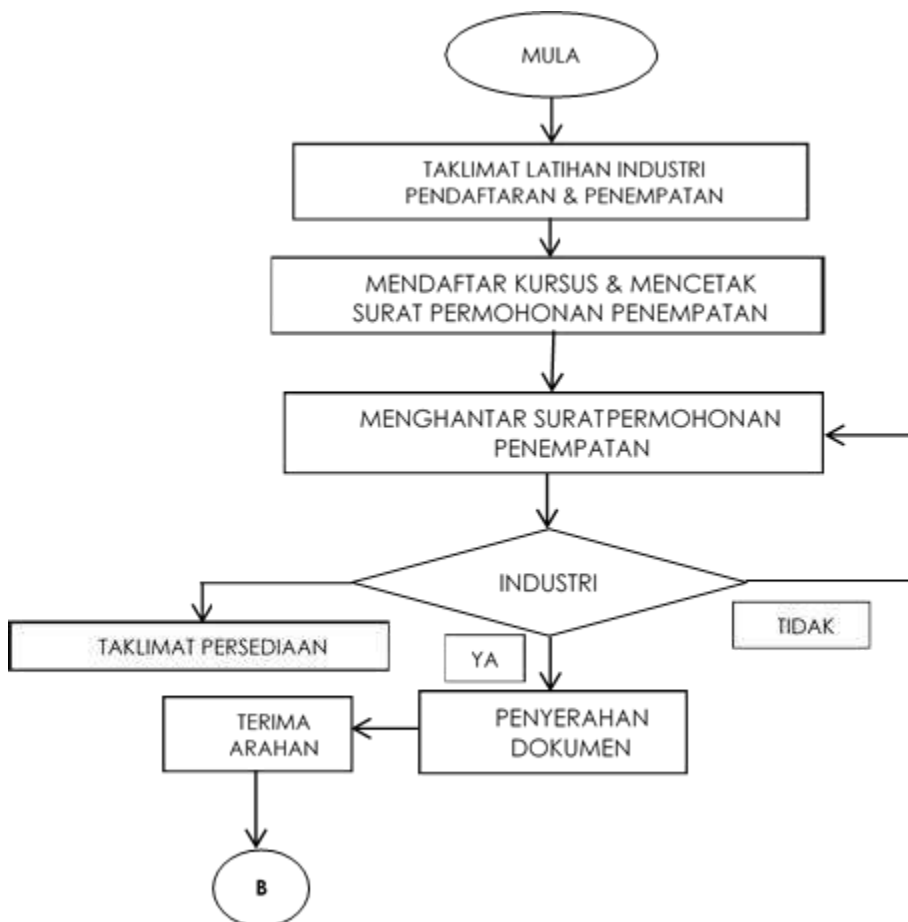 MULA
TAKLIMAT LATIHAN INDUSTRI
PENDAFTARAN & PENEMPATAN
MENDAFTAR KURSUS & MENCETAK
SURAT PERMOHONAN PENEMPATAN
MENGHANTAR SURATPERMOHONAN
PENEMPATAN
INDUSTRI
TIDAK
TAKLIMAT PERSEDIAAN
YA
TERIMA
ARAHAN
PENYERAHAN
DOKUMEN
B